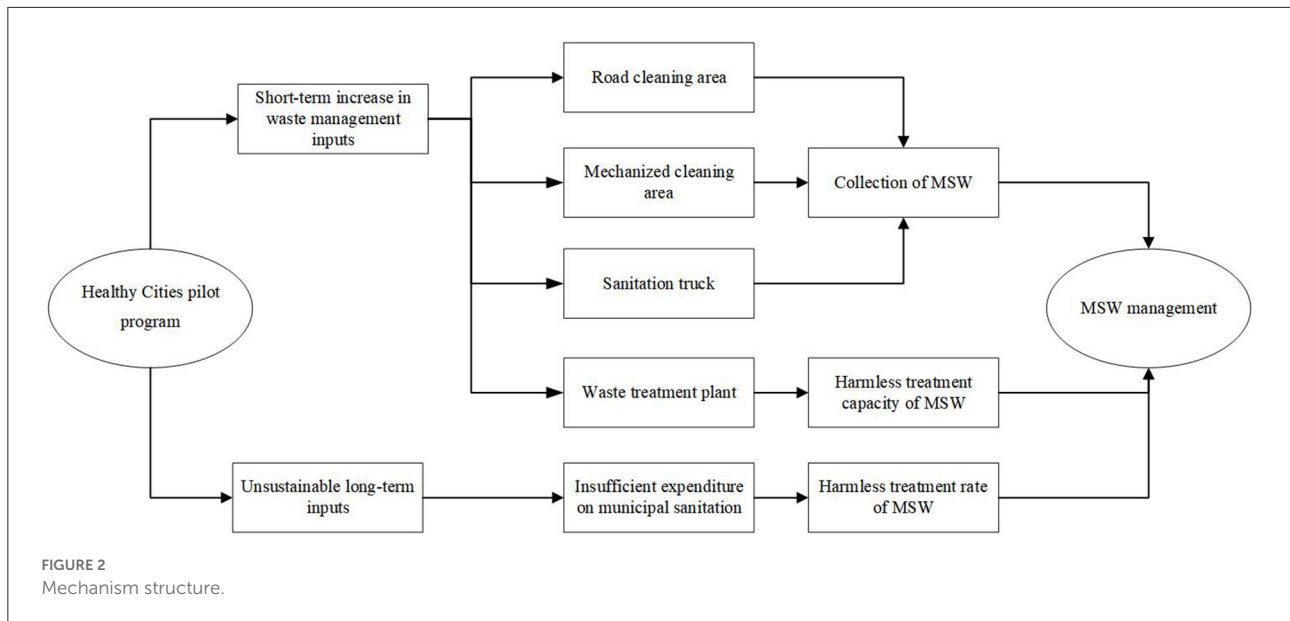 Road cleaning area
Short-term increase in
waste management
inputs
Mechanized cleaning
area
Collection of MSW
Sanitation truck
Healthy Cities pilot
program
MSW management
Waste treatment plant
Harmless treatment
capacity of MSW
Unsustainable long-term
inputs
Insufficient expenditure
on municipal sanitation
Harmless treatment rate
of MSW
FIGURE 2
Mechanism structure.